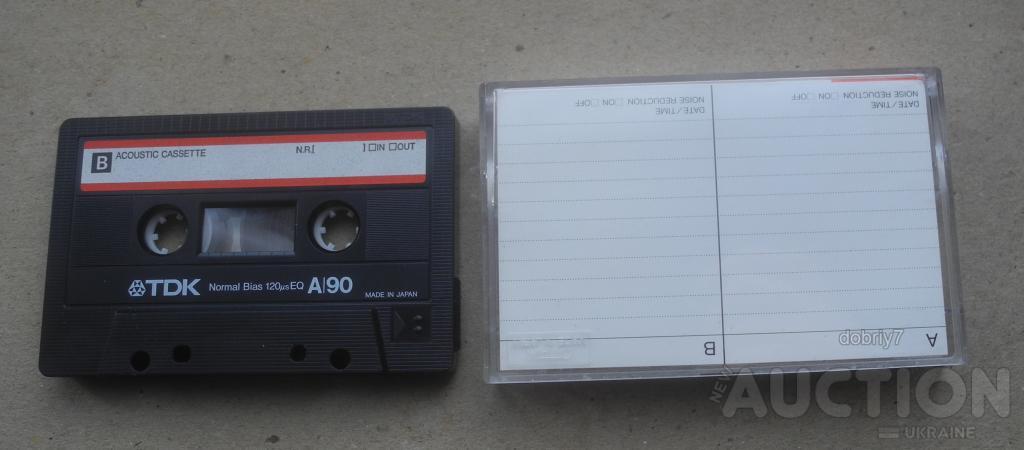 B ACOUSTIC CASSETTE N.R.[ ] □IN □OUT
TDK Normal Bias 120μs EQ A/90
MADE IN JAPAN
A
B
DATE/TIME
NOISE REDUCTION □ON □OFF
DATE/TIME
NOISE REDUCTION □ON □OFF
dobriy7
NEW AUCTION
UKRAINE